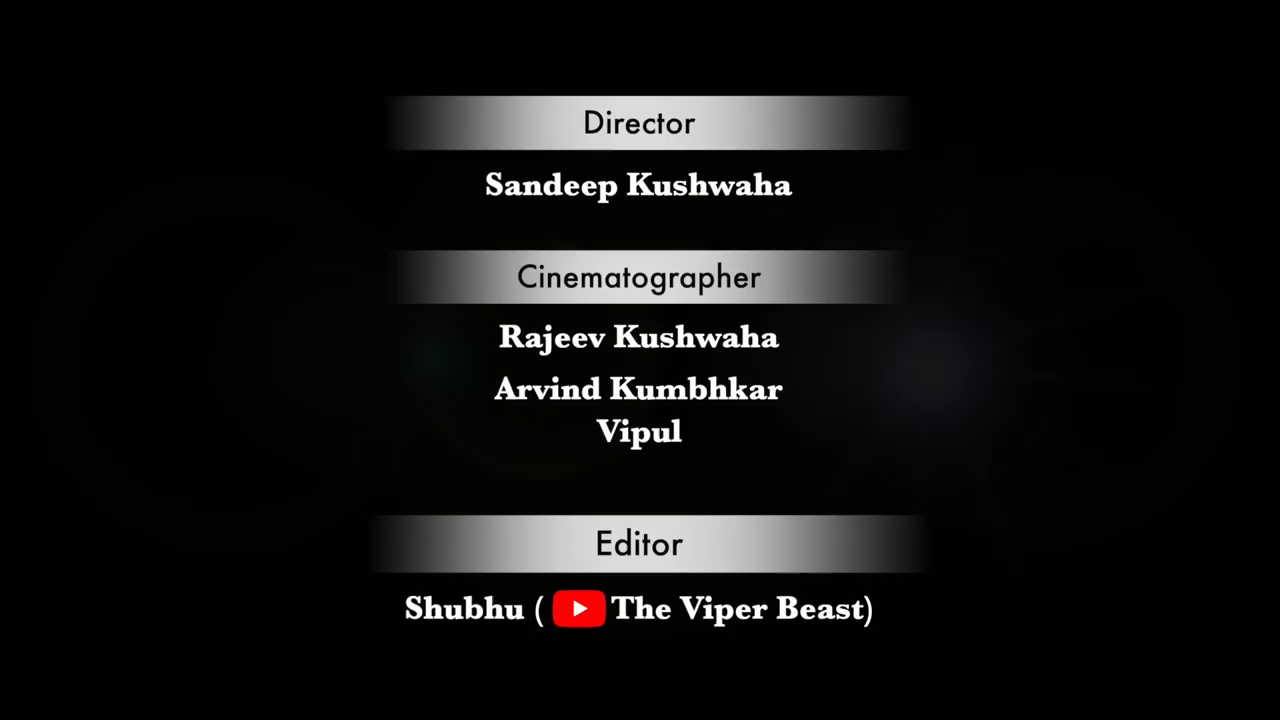 Director
Sandeep Kushwaha
Cinematographer
Rajeev Kushwaha
Arvind Kumbhkar
Vipul
Editor
Shubhu ( The Viper Beast)